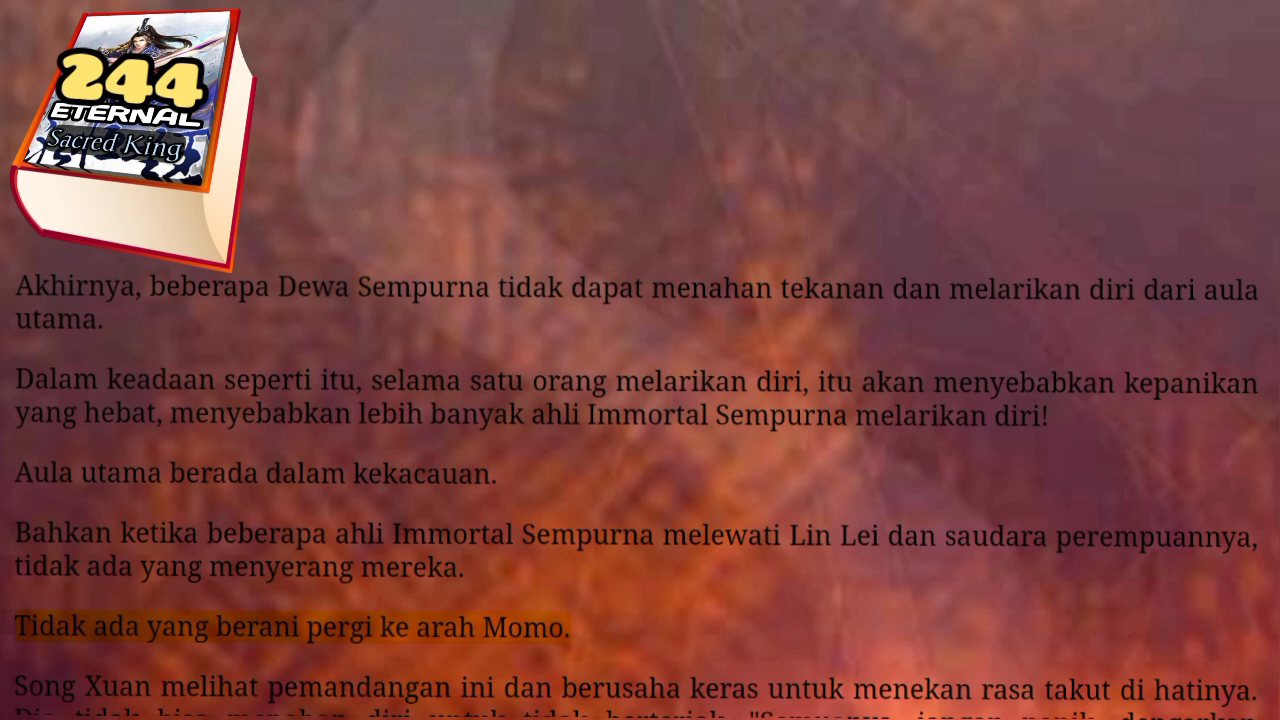 244
ETERNAL
Sacred King
Akhirnya, beberapa Dewa Sempurna tidak dapat menahan tekanan dan melarikan diri dari aula
utama.
Dalam keadaan seperti itu, selama satu orang melarikan diri, itu akan menyebabkan kepanikan
yang hebat, menyebabkan lebih banyak ahli Immortal Sempurna melarikan diri!
Aula utama berada dalam kekacauan.
Bahkan ketika beberapa ahli Immortal Sempurna melewati Lin Lei dan saudara perempuannya,
tidak ada yang menyerang mereka.
Tidak ada yang berani pergi ke arah Momo.
Song Xuan melihat pemandangan ini dan berusaha keras untuk menekan rasa takut di hatinya.